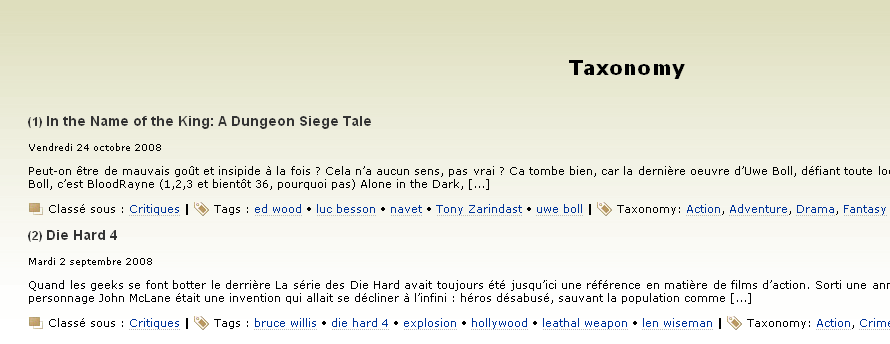 Taxonomy
(1) In the Name of the King: A Dungeon Siege Tale
Vendredi 24 octobre 2008
Peut-on être de mauvais goût et insipide à la fois ? Cela n'a aucun sens, pas vrai ? Ca tombe bien, car la dernière oeuvre d'Uwe Boll, défiant toute
Boll, c'est BloodRayne (1,2,3 et bientôt 36, pourquoi pas) Alone in the Dark, [...]
Classé sous : Critiques | Tags : ed wood • luc besson • navet • Tony Zarindast • uwe boll | Taxonomy: Action, Adventure, Drama, Fantasy
(2) Die Hard 4
Mardi 2 septembre 2008
Quand les geeks se font botter le derrière La série des Die Hard avait toujours été jusqu'ici une référence en matière de films d'action. Sorti une
personnage John McLane était une invention qui allait se décliner à l'infini : héros désabusé, sauvant la population comme [...]
Classé sous : Critiques | Tags : bruce willis • die hard 4 • explosion • hollywood • leathal weapon • len wiseman | Taxonomy: Action, Crime